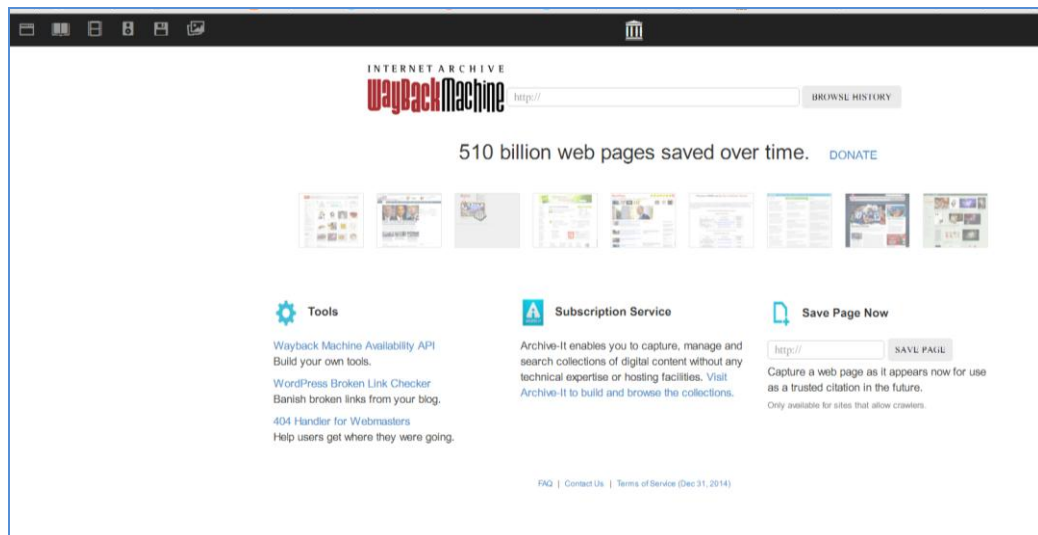 INTERNET ARCHIVE
WayBackMachine
http://
BROWSE HISTORY
510 billion web pages saved over time. DONATE
Tools
Wayback Machine Availability API
Build your own tools.
WordPress Broken Link Checker
Banish broken links from your blog.
404 Handler for Webmasters
Help users get where they were going.
Subscription Service
Archive-It enables you to capture, manage and
search collections of digital content without any
technical expertise or hosting facilities. Visit
Archive-It to build and browse the collections.
Save Page Now
http://
SAVE PAGE
Capture a web page as it appears now for use
as a trusted citation in the future.
Only available for sites that allow crawlers.
FAQ | Contact Us | Terms of Service (Dec 31, 2014)